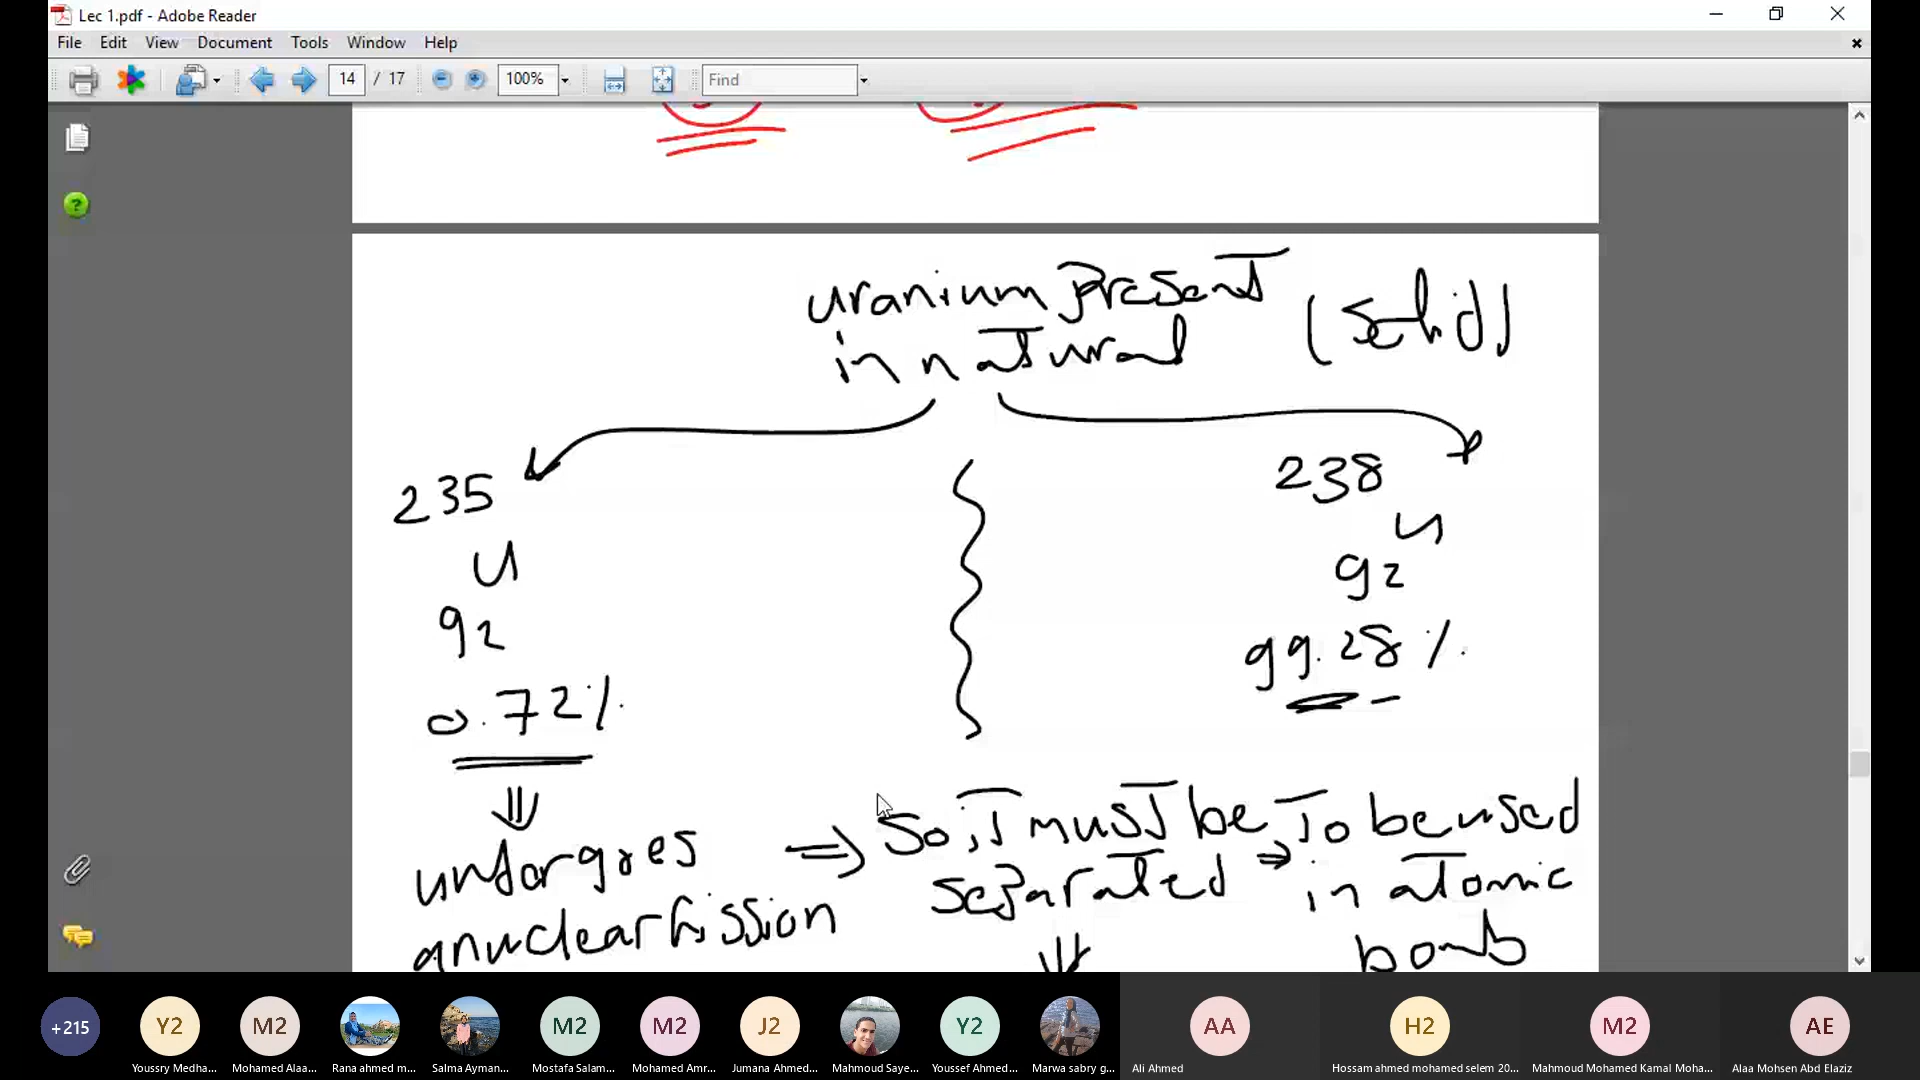 Lec 1.pdf - Adobe Reader
File Edit View Document Tools Window Help
14 / 17 100% Find
uranium present (solid)
in natural
235
U
92
0.72%
238
U
92
99.28%
undorgoes
a nuclear fission
⇒ So it must be
separated
⇒ To be used
in atomic
bomb
+215 Y2 M2 M2 M2 J2 Y2 AA H2 M2 AE
Youssry Medha... Mohamed Alaa... Rana ahmed m... Salma Ayman... Mostafa Salam... Mohamed Amr... Jumana Ahmed... Mahmoud Saye... Youssef Ahmed... Marwa sabry g... Ali Ahmed Hossam ahmed mohamed selem 20... Mahmoud Mohamed Kamal Moha... Alaa Mohsen Abd Elaziz